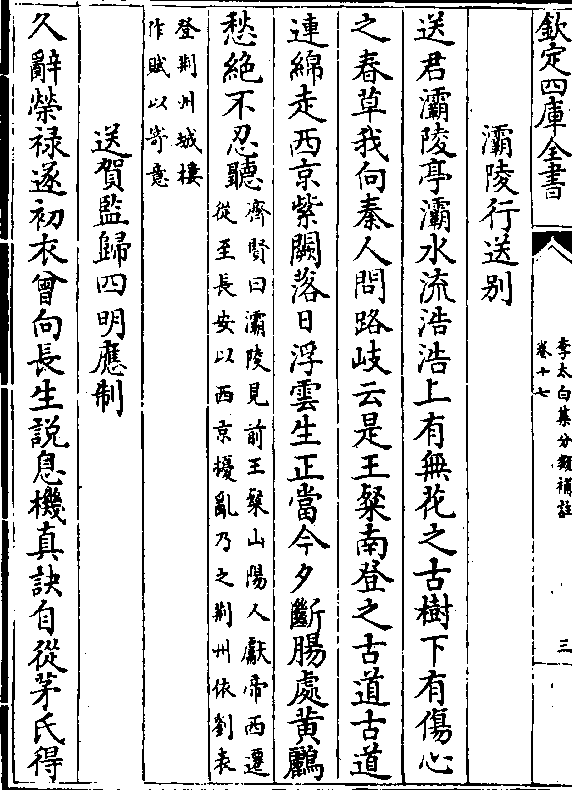 欽定四庫全書
李太白集分類補註
卷十七
三
灞陵行送别
送君灞陵亭灞水流浩浩上有無花之古樹下有傷心
之春草我向秦人問路岐云是王粲南登之古道古道
連綿走西京紫闕落日浮雲生正當今夕斷腸處黄鸝
愁絶不忍聽
齊賢曰灞陵見前王粲山陽人獻帝西遷
從至長安以西京擾亂乃之荆州依劉表
登荆州城樓
作賦以寄意
送賀監歸四明應制
久辭榮禄遂初衣曾向長生説息機真訣自從茅氏得